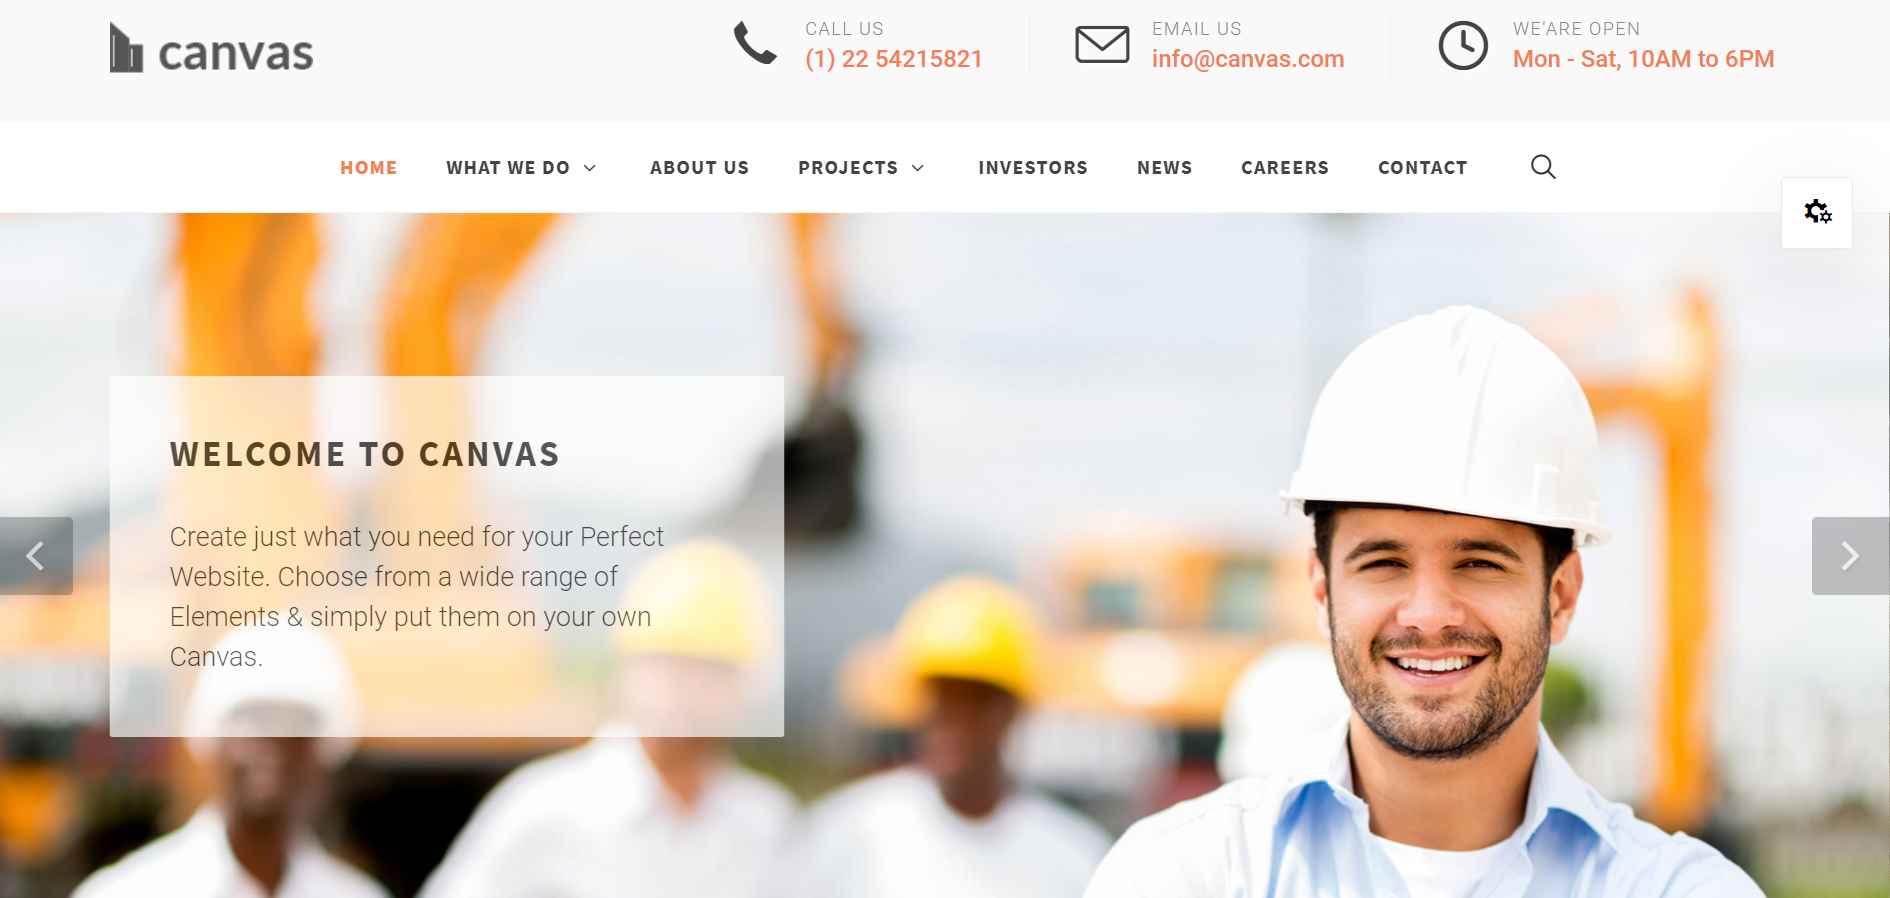 canvas
CALL US
(1) 22 54215821
EMAIL US
info@canvas.com
WE'ARE OPEN
Mon - Sat, 10AM to 6PM
HOME WHAT WE DO ABOUT US PROJECTS INVESTORS NEWS CAREERS CONTACT
WELCOME TO CANVAS
Create just what you need for your Perfect
Website. Choose from a wide range of
Elements & simply put them on your own
Canvas.